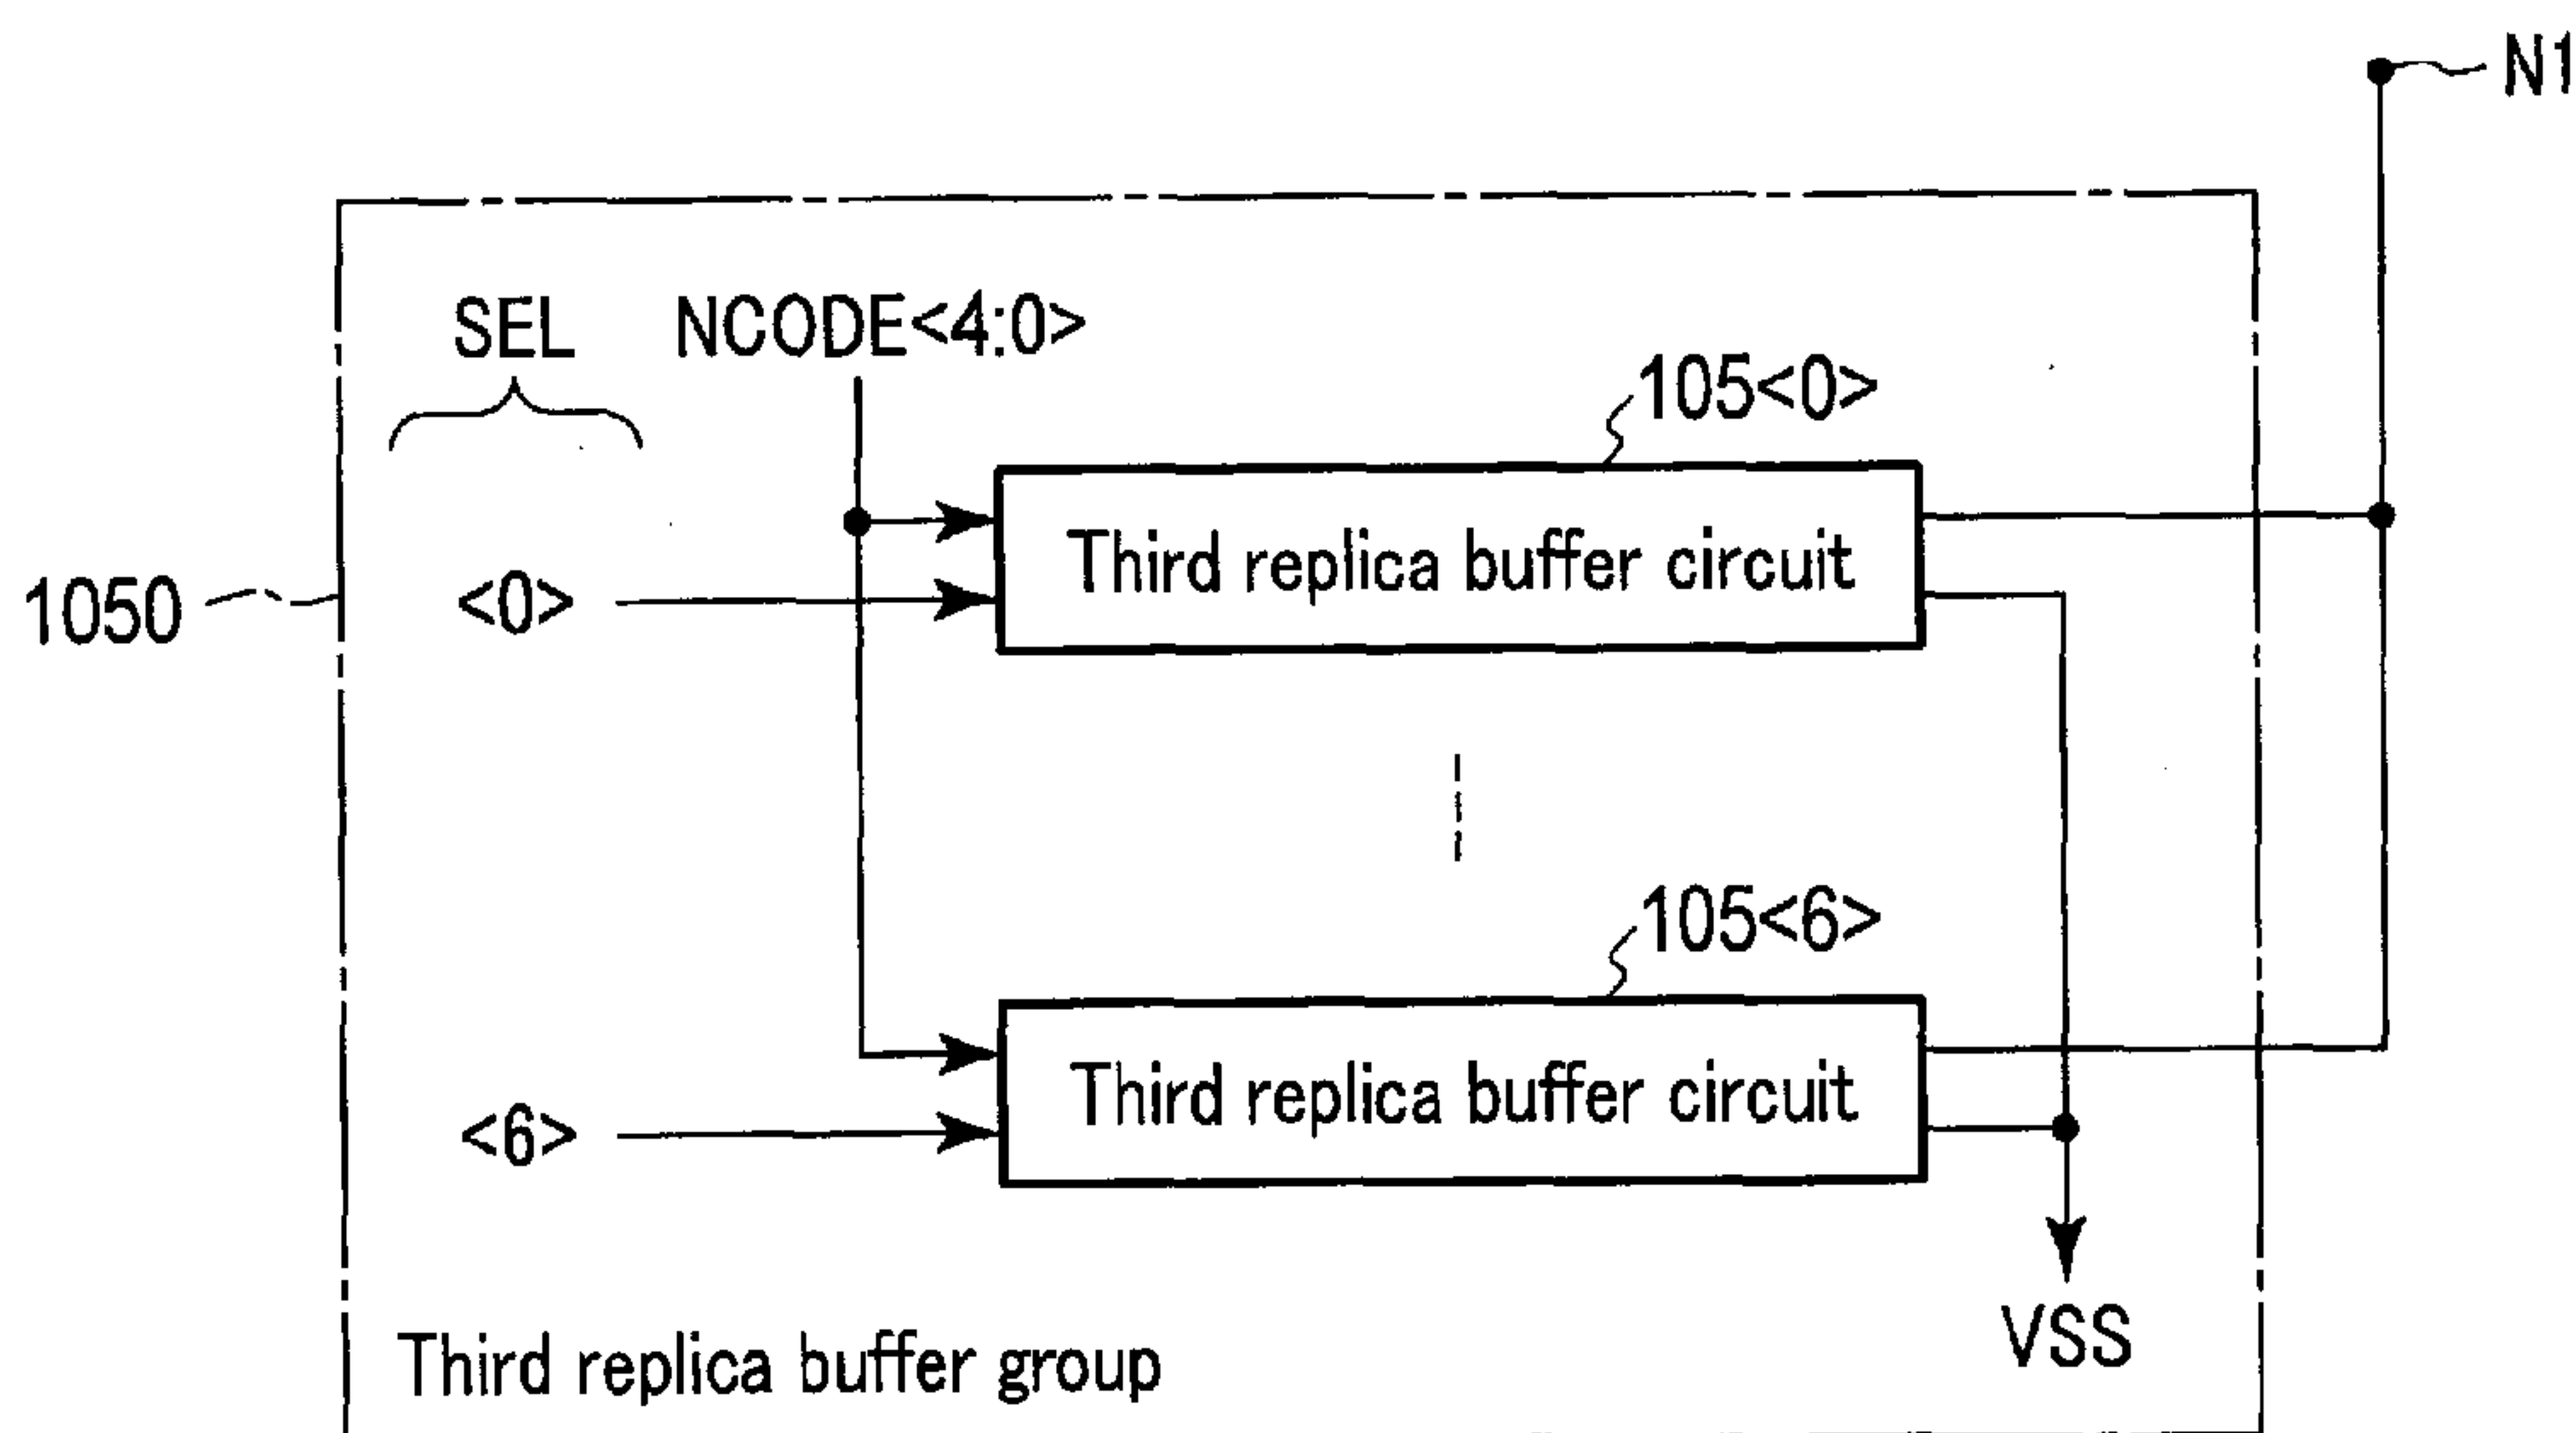 N1
SEL NCODE<4:0>
105<0>
Third replica buffer circuit
1050
<0>
105<6>
Third replica buffer circuit
<6>
VSS
Third replica buffer group